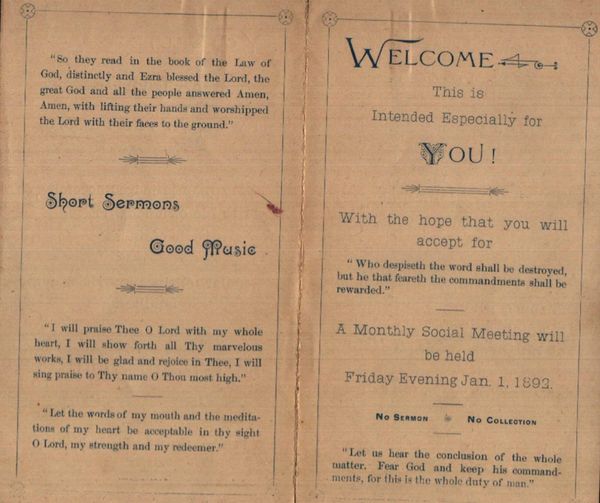 "So they read in the book of the Law of
God, distinctly and Ezra blessed the Lord, the
great God and all the people answered Amen,
Amen, with lifting their hands and worshipped
the Lord with their faces to the ground."
Short Sermons
Good Music
"I will praise Thee O Lord with my whole
heart, I will show forth all Thy marvelous
works, I will be glad and rejoice in Thee, I will
sing praise to Thy name O Thou most high."
"Let the words of my mouth and the medita-
tions of my heart be acceptable in thy sight
O Lord, my strength and my redeemer."
WELCOME
This is
Intended Especially for
YOU!
With the hope that you will
accept for
"Who despiseth the word shall be destroyed,
but he that feareth the commandments shall be
rewarded."
A Monthly Social Meeting will
be held
Friday Evening Jan. 1, 1892.
NO SERMON NO COLLECTION
"Let us hear the conclusion of the whole
matter. Fear God and keep his command-
ments, for this is the whole duty of man."